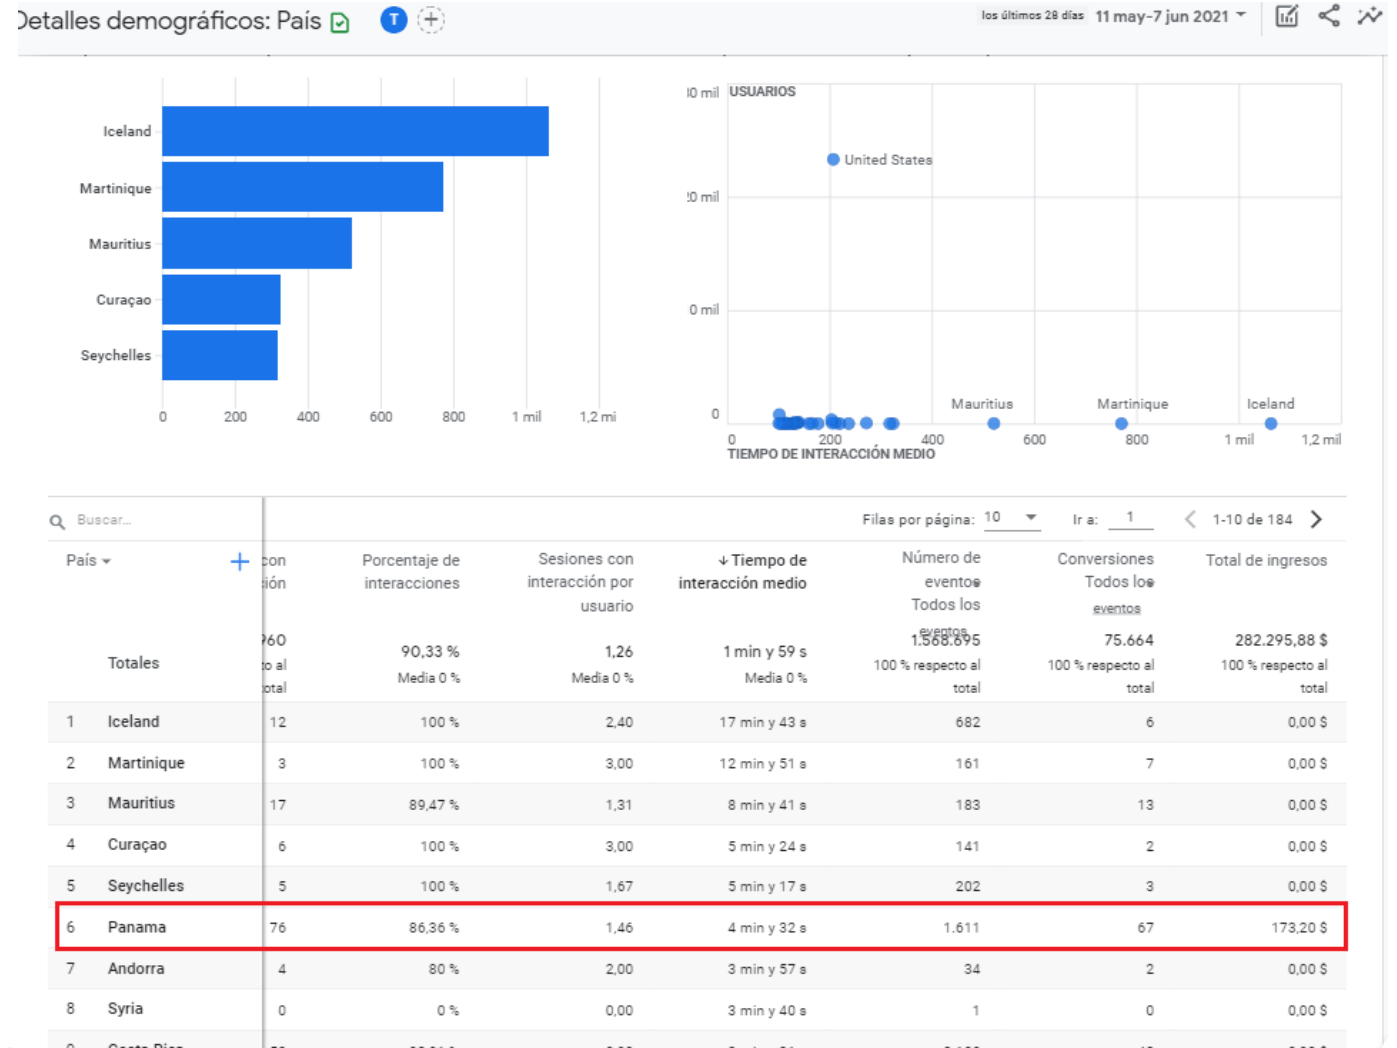 Detalles demográficos: País T los últimos 28 días 11 may-7 jun 2021
Iceland
Martinique
Mauritius
Curaçao
Seychelles
0 200 400 600 800 1 mil 1,2 mi
USUARIOS
0 mil
0 mil
0 mil
0
United States
Mauritius Martinique Iceland
0 200 400 600 800 1 mil 1,2 mil
TIEMPO DE INTERACCIÓN MEDIO
Buscar... Filas por página: 10 Ir a: 1 1-10 de 184
País + con Porcentaje de Sesiones con ↓ Tiempo de Número de Conversiones Total de ingresos
ión interacciones interacción por interacción medio eventos Todos los
usuario Todos los eventos
eventos
Totales 960 90,33 % 1,26 1 min y 59 s 1.568.695 75.664 282.295,88 $
to al Media 0 % Media 0 % Media 0 % 100 % respecto al 100 % respecto al 100 % respecto al
total total total total
1 Iceland 12 100 % 2,40 17 min y 43 s 682 6 0,00 $
2 Martinique 3 100 % 3,00 12 min y 51 s 161 7 0,00 $
3 Mauritius 17 89,47 % 1,31 8 min y 41 s 183 13 0,00 $
4 Curaçao 6 100 % 3,00 5 min y 24 s 141 2 0,00 $
5 Seychelles 5 100 % 1,67 5 min y 17 s 202 3 0,00 $
6 Panama 76 86,36 % 1,46 4 min y 32 s 1.611 67 173,20 $
7 Andorra 4 80 % 2,00 3 min y 57 s 34 2 0,00 $
8 Syria 0 0 % 0,00 3 min y 40 s 1 0 0,00 $
Costa Rica